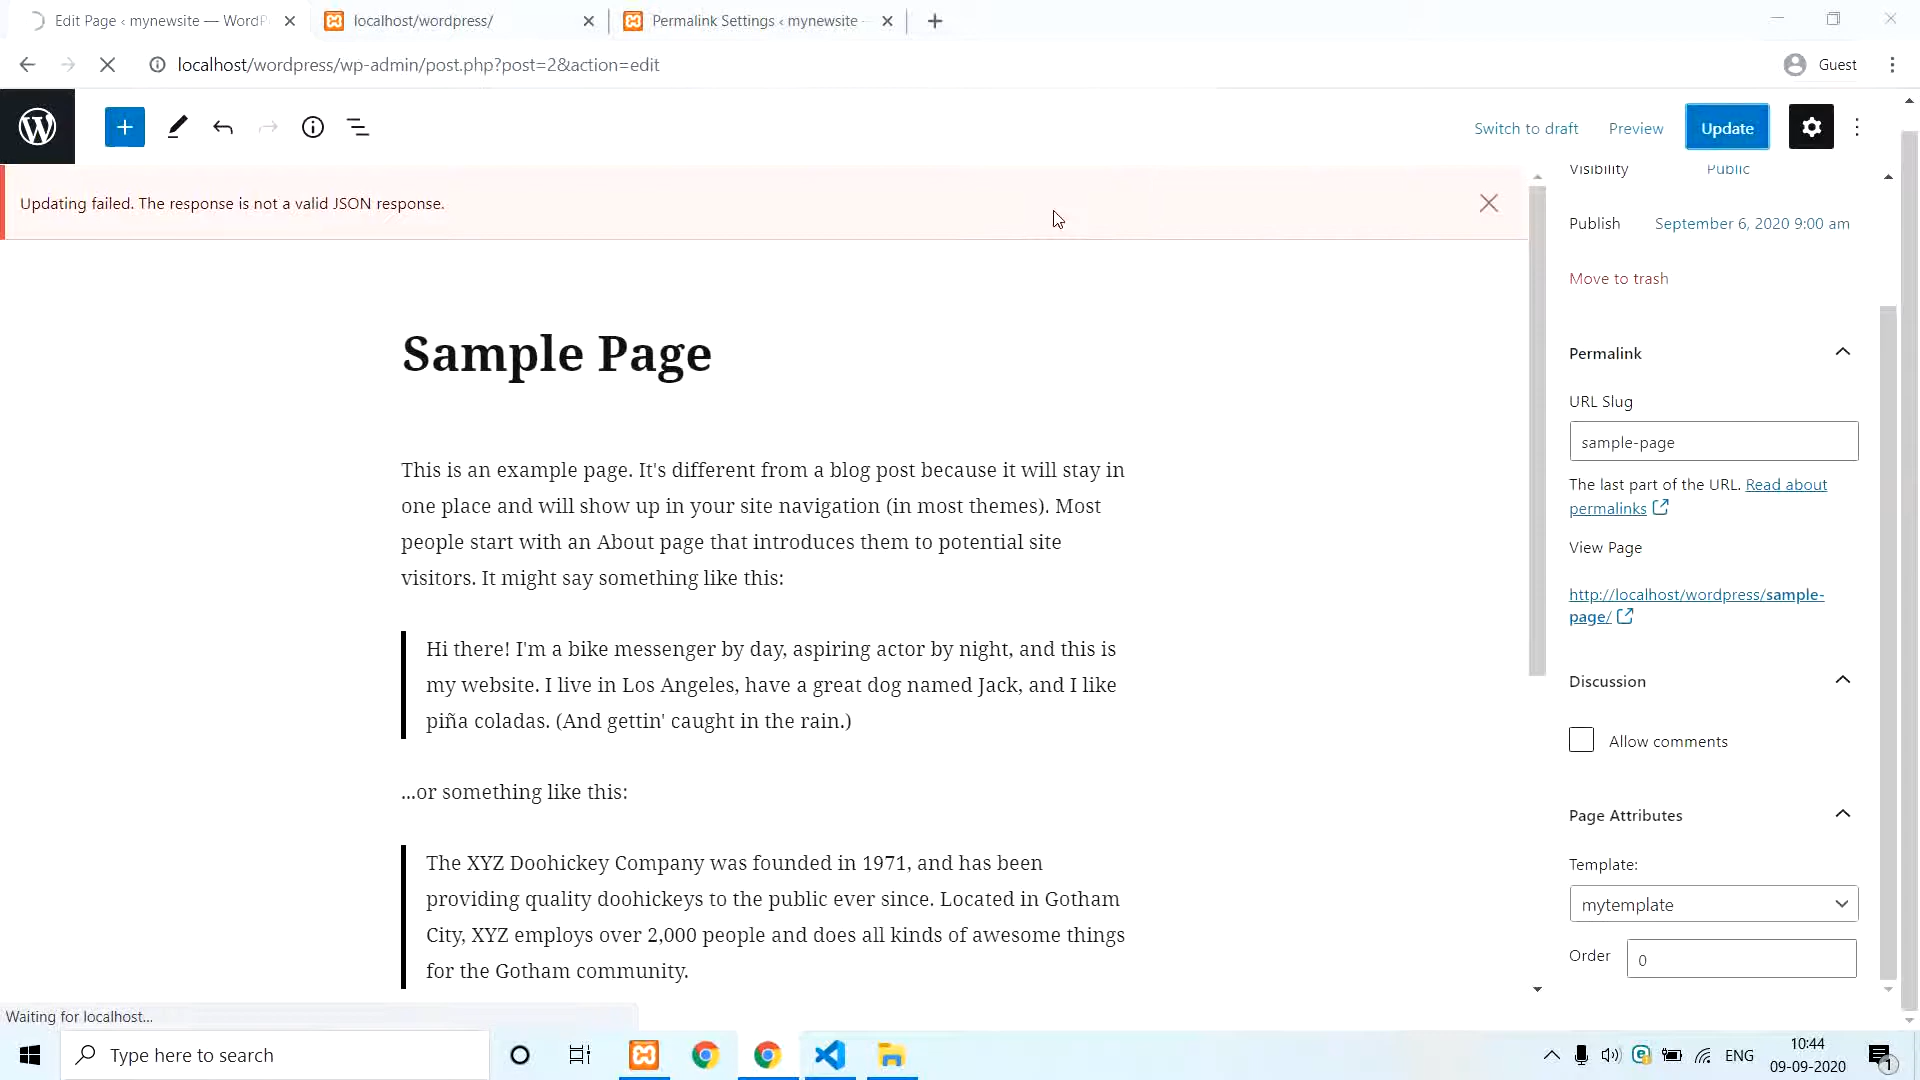 Edit Page ‹ mynewsite — WordP
localhost/wordpress/
Permalink Settings ‹ mynewsite
localhost/wordpress/wp-admin/post.php?post=2&action=edit
Guest
Switch to draft
Preview
Update
Updating failed. The response is not a valid JSON response.
Visibility
Public
Publish
September 6, 2020 9:00 am
Move to trash
Permalink
URL Slug
sample-page
The last part of the URL. Read about
permalinks
View Page
http://localhost/wordpress/sample-
page/
Discussion
Allow comments
Page Attributes
Template:
mytemplate
Order
0
Sample Page
This is an example page. It's different from a blog post because it will stay in
one place and will show up in your site navigation (in most themes). Most
people start with an About page that introduces them to potential site
visitors. It might say something like this:
Hi there! I'm a bike messenger by day, aspiring actor by night, and this is
my website. I live in Los Angeles, have a great dog named Jack, and I like
piña coladas. (And gettin' caught in the rain.)
...or something like this:
The XYZ Doohickey Company was founded in 1971, and has been
providing quality doohickeys to the public ever since. Located in Gotham
City, XYZ employs over 2,000 people and does all kinds of awesome things
for the Gotham community.
Waiting for localhost...
Type here to search
ENG
10:44
09-09-2020
1